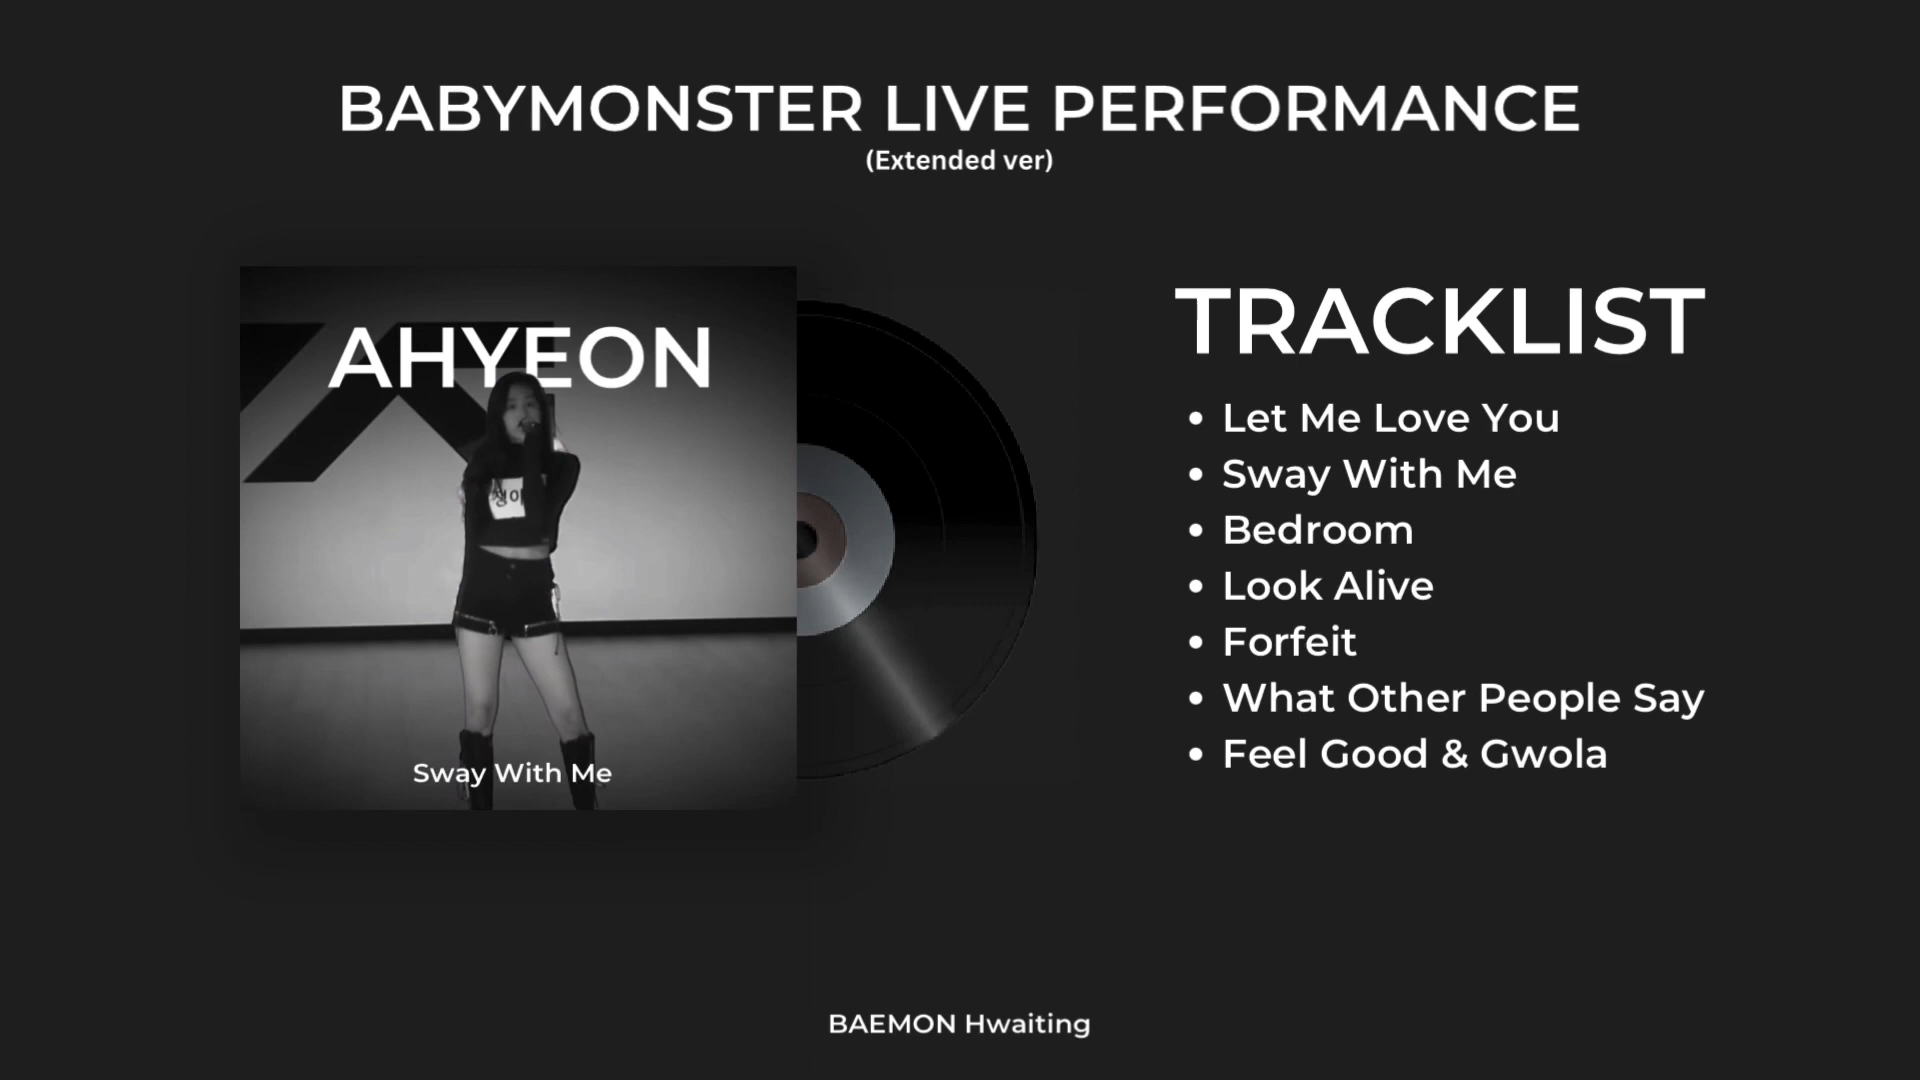 BABYMONSTER LIVE PERFORMANCE
(Extended ver)
AHYEON
Sway With Me
TRACKLIST
• Let Me Love You
• Sway With Me
• Bedroom
• Look Alive
• Forfeit
• What Other People Say
• Feel Good & Gwola
BAEMON Hwaiting